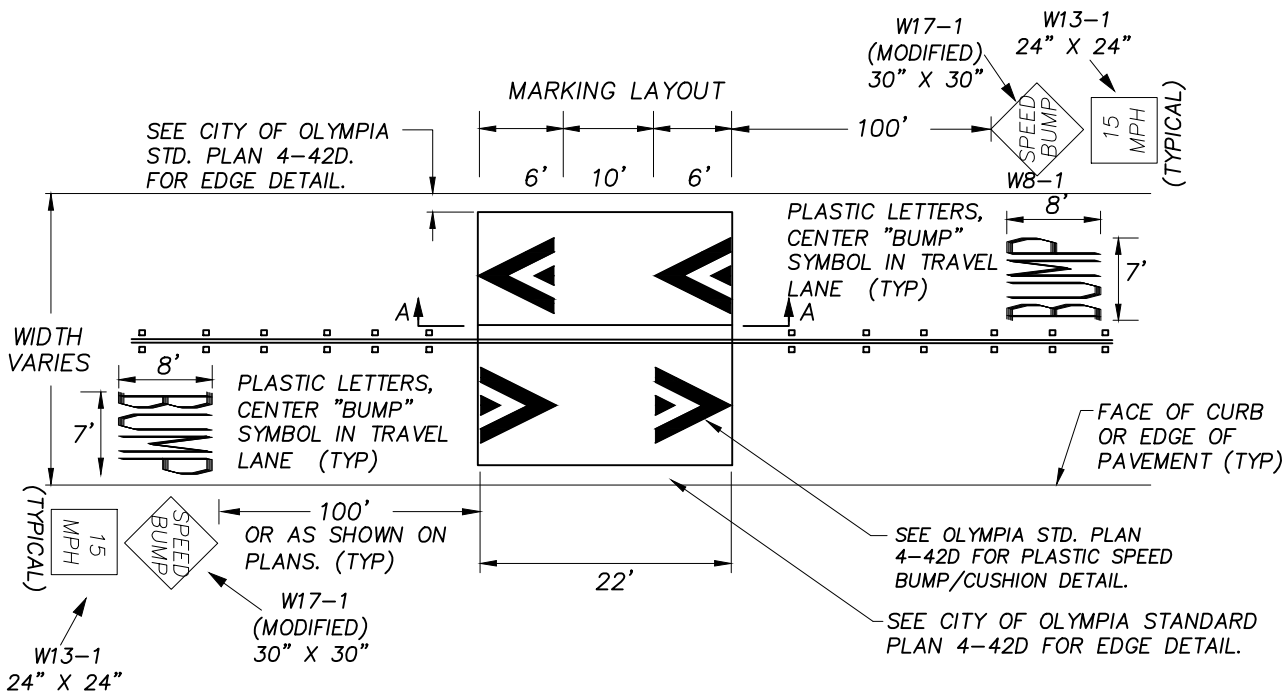 W17-1
(MODIFIED)
30" X 30"
W13-1
24" X 24"
MARKING LAYOUT
SEE CITY OF OLYMPIA
STD. PLAN 4-42D.
FOR EDGE DETAIL.
6'
10'
6'
100'
SPEED
BUMP
15
MPH
(TYPICAL)
W8-1
8'
7'
PLASTIC LETTERS,
CENTER "BUMP"
SYMBOL IN TRAVEL
LANE (TYP)
BUMP
A
A
WIDTH
VARIES
8'
7'
BUMP
PLASTIC LETTERS,
CENTER "BUMP"
SYMBOL IN TRAVEL
LANE (TYP)
FACE OF CURB
OR EDGE OF
PAVEMENT (TYP)
(TYPICAL)
15
MPH
SPEED
BUMP
100'
OR AS SHOWN ON
PLANS. (TYP)
22'
SEE OLYMPIA STD. PLAN
4-42D FOR PLASTIC SPEED
BUMP/CUSHION DETAIL.
W17-1
(MODIFIED)
30" X 30"
SEE CITY OF OLYMPIA STANDARD
PLAN 4-42D FOR EDGE DETAIL.
W13-1
24" X 24"